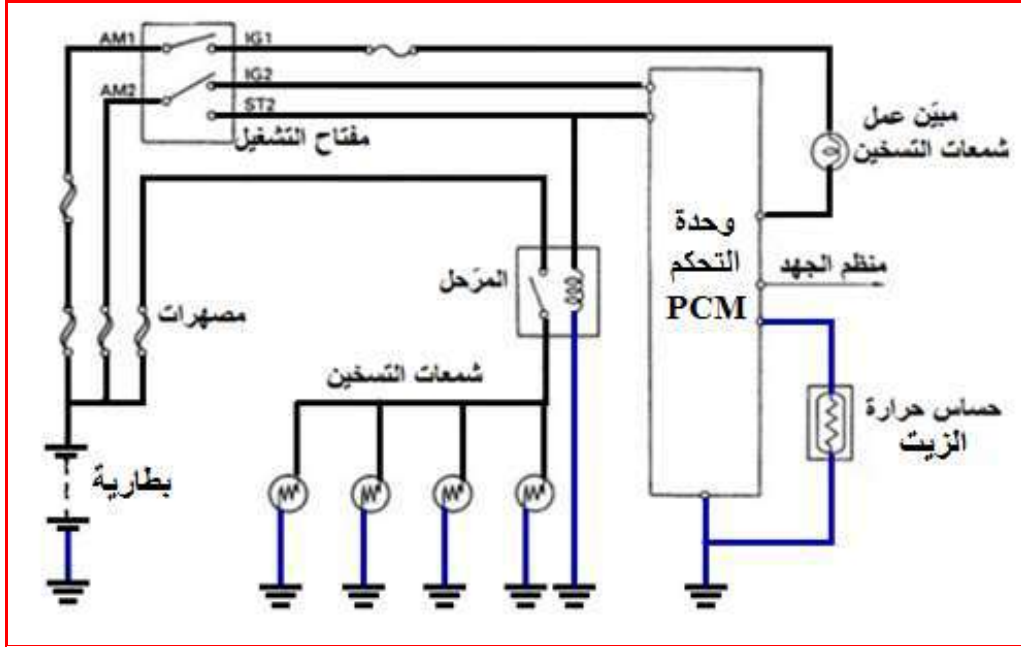 AM1
IG1
IG2
AM2
ST2
مفتاح التشغيل
مبيّن عمل
شمعات التسخين
وحدة
التحكم
PCM
منظم الجهد
المرّحل
مصهرات
شمعات التسخين
حساس حرارة
الزيت
بطارية